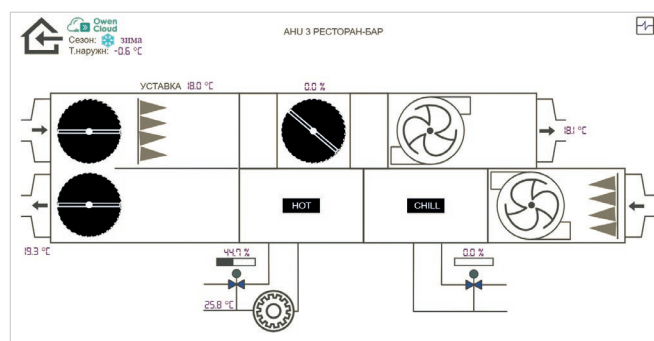 Owen
Cloud
Сезон: зима
Т.наружн: -0.6 °C
AHU 3 РЕСТОРАН-БАР
УСТАВКА 18.0 °C
0.0 %
18.1 °C
HOT
CHILL
19.3 °C
44.7 %
0.0 %
25.8 °C